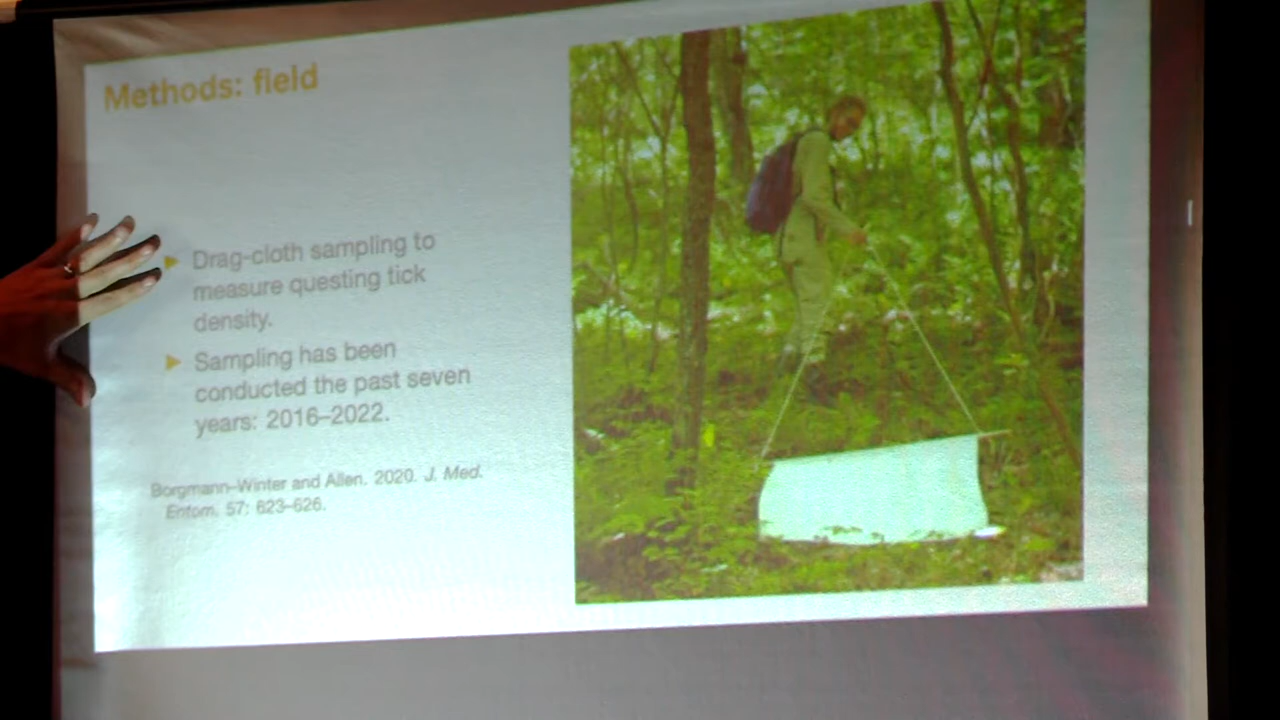 Methods: field
Drag-cloth sampling to
measure questing tick
density.
Sampling has been
conducted the past seven
years: 2016–2022.
Borgmann–Winter and Allen. 2020. J. Med.
Entom. 57: 623–626.